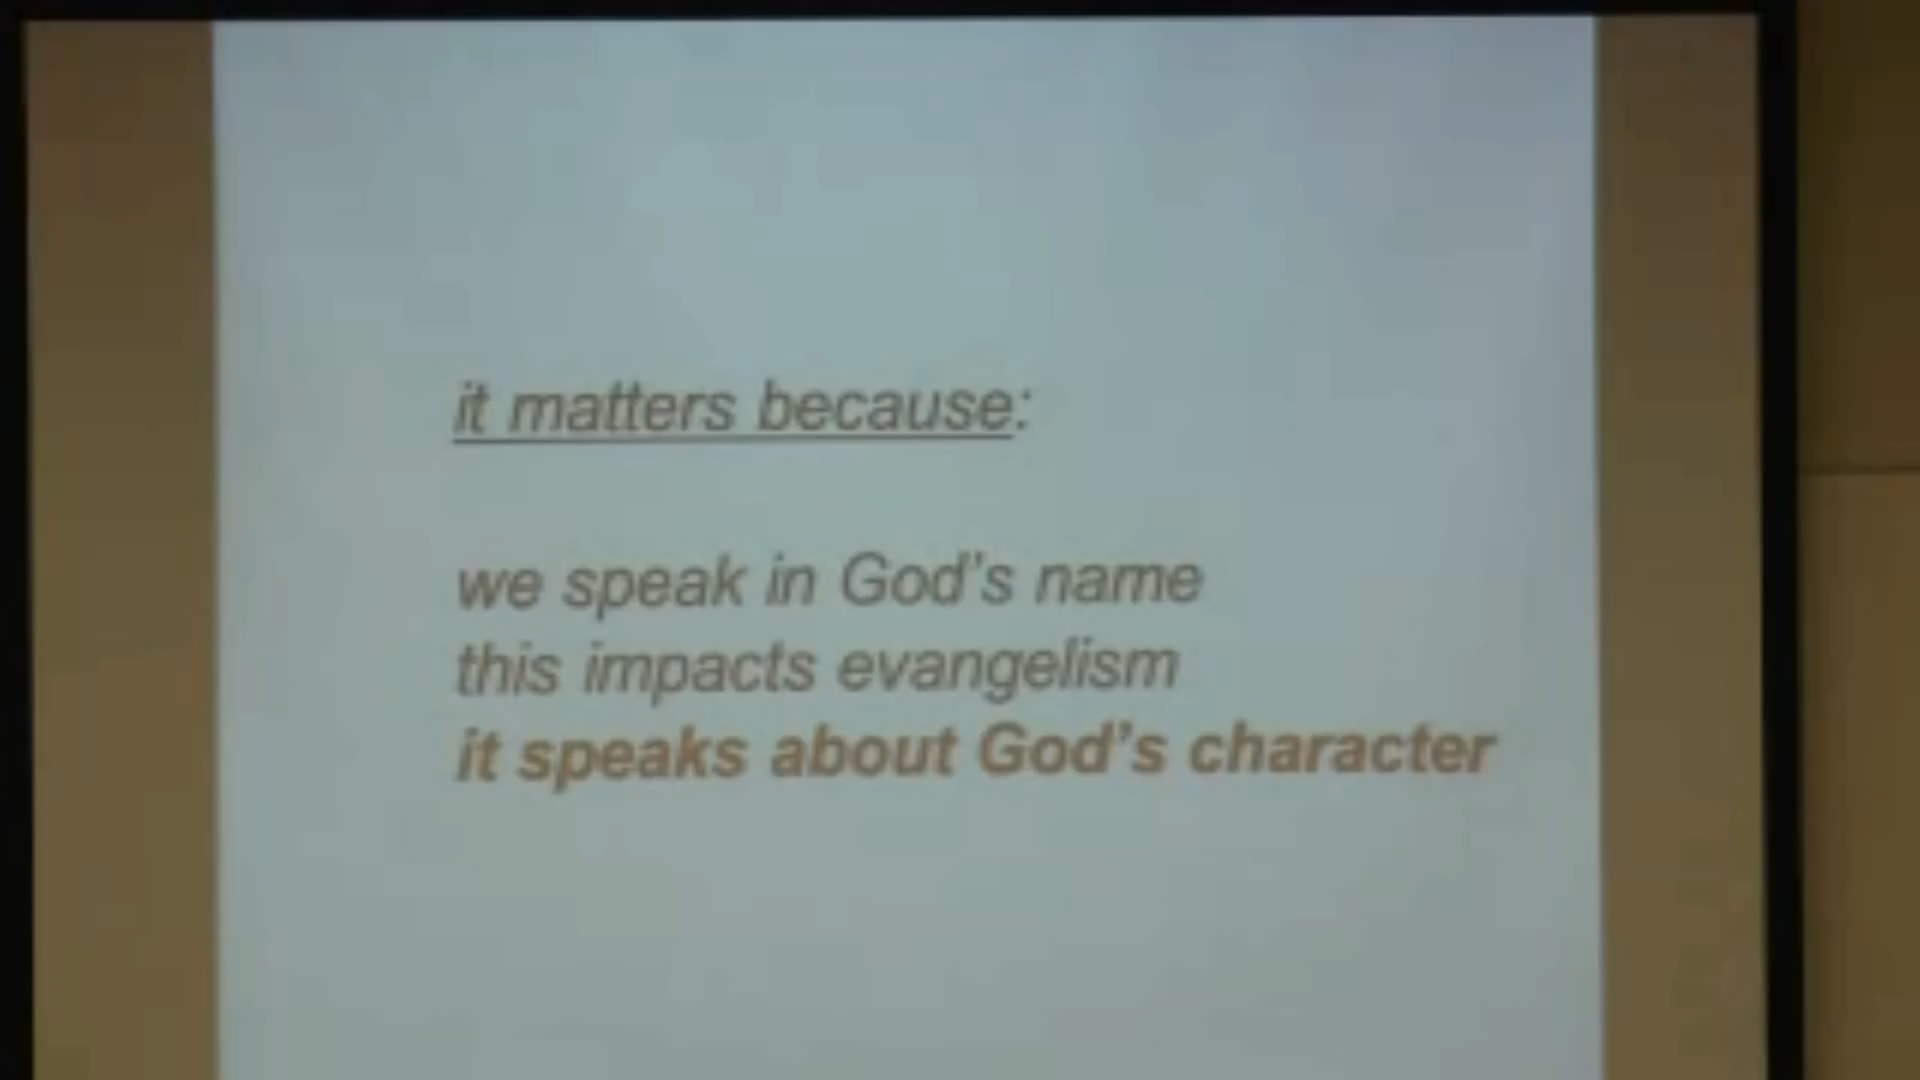 it matters because:
we speak in God's name
this impacts evangelism
it speaks about God's character